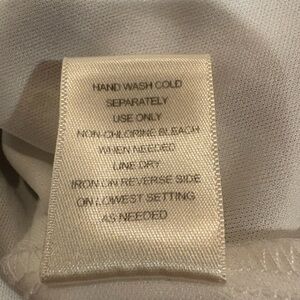 HAND WASH COLD
SEPARATELY
USE ONLY
NON-CHLORINE BLEACH
WHEN NEEDED
LINE DRY
IRON ON REVERSE SIDE
ON LOWEST SETTING
AS NEEDED